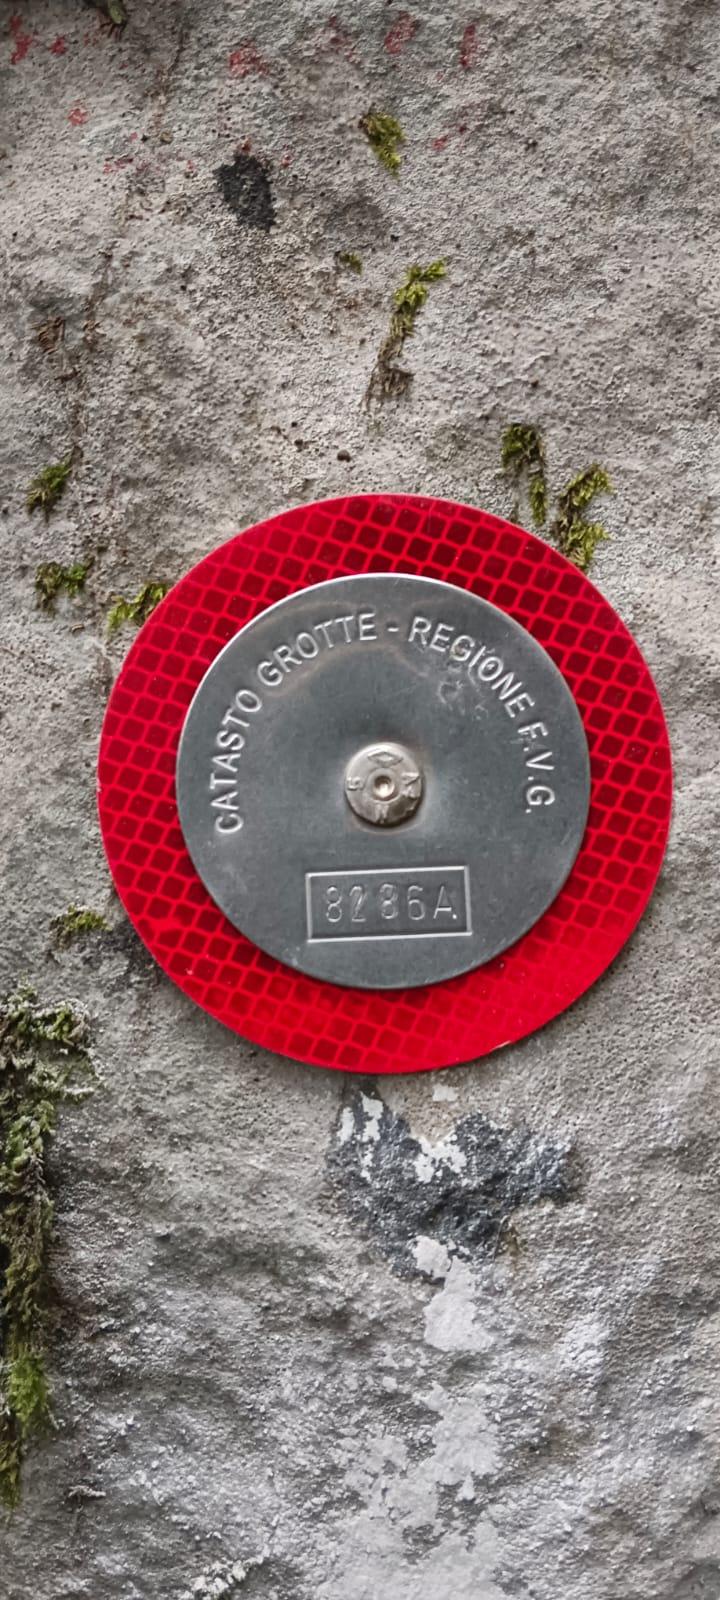 CATASTO GROTTE - REGIONE F.V.G.
8286A